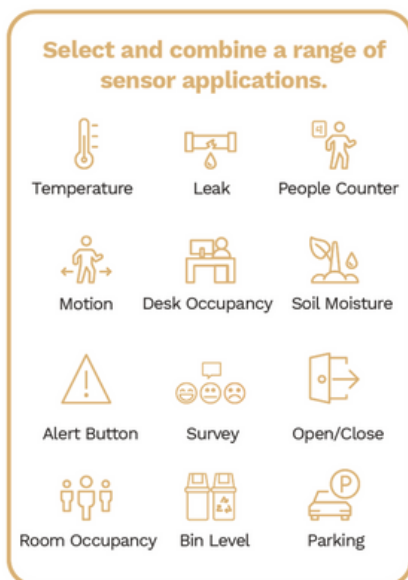 Select and combine a range of
sensor applications.
Temperature
Leak
People Counter
Motion
Desk Occupancy
Soil Moisture
Alert Button
Survey
Open/Close
P
Room Occupancy
Bin Level
Parking